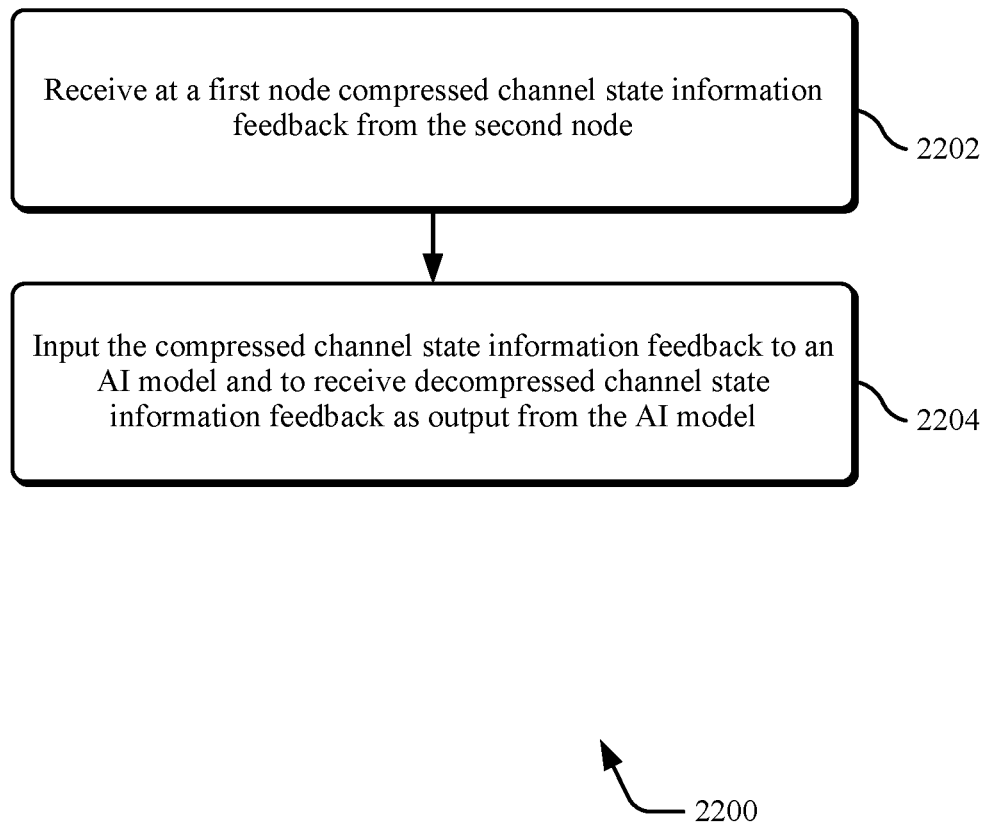 Receive at a first node compressed channel state information
feedback from the second node
2202
Input the compressed channel state information feedback to an
AI model and to receive decompressed channel state
information feedback as output from the AI model
2204
2200